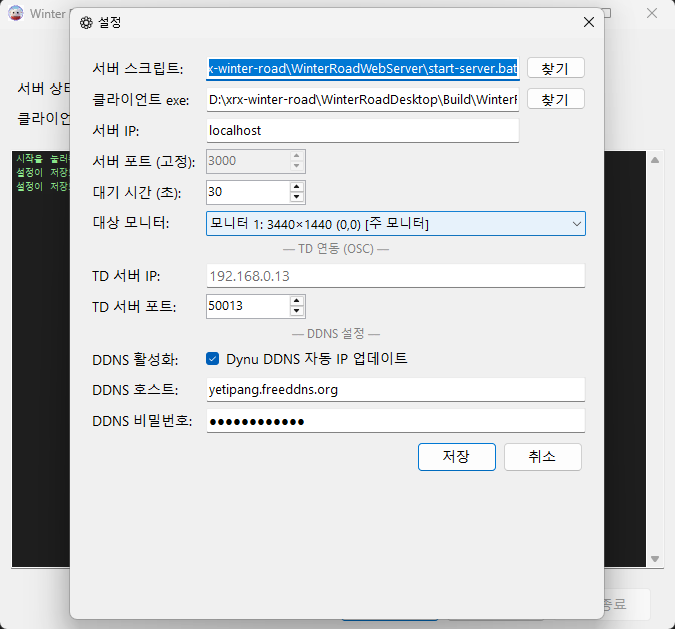 Winter
설정
서버 상태
클라이언
시작을 눌러
설정이 저장
설정이 저장
서버 스크립트: x-winter-road\WinterRoadWebServer\start-server.bat 찾기
클라이언트 exe: D:\xrx-winter-road\WinterRoadDesktop\Build\WinterF 찾기
서버 IP: localhost
서버 포트 (고정): 3000
대기 시간 (초): 30
대상 모니터: 모니터 1: 3440×1440 (0,0) [주 모니터]
— TD 연동 (OSC) —
TD 서버 IP: 192.168.0.13
TD 서버 포트: 50013
— DDNS 설정 —
DDNS 활성화: Dynu DDNS 자동 IP 업데이트
DDNS 호스트: yetipang.freeddns.org
DDNS 비밀번호: ●●●●●●●●●●●●
저장 취소
종료